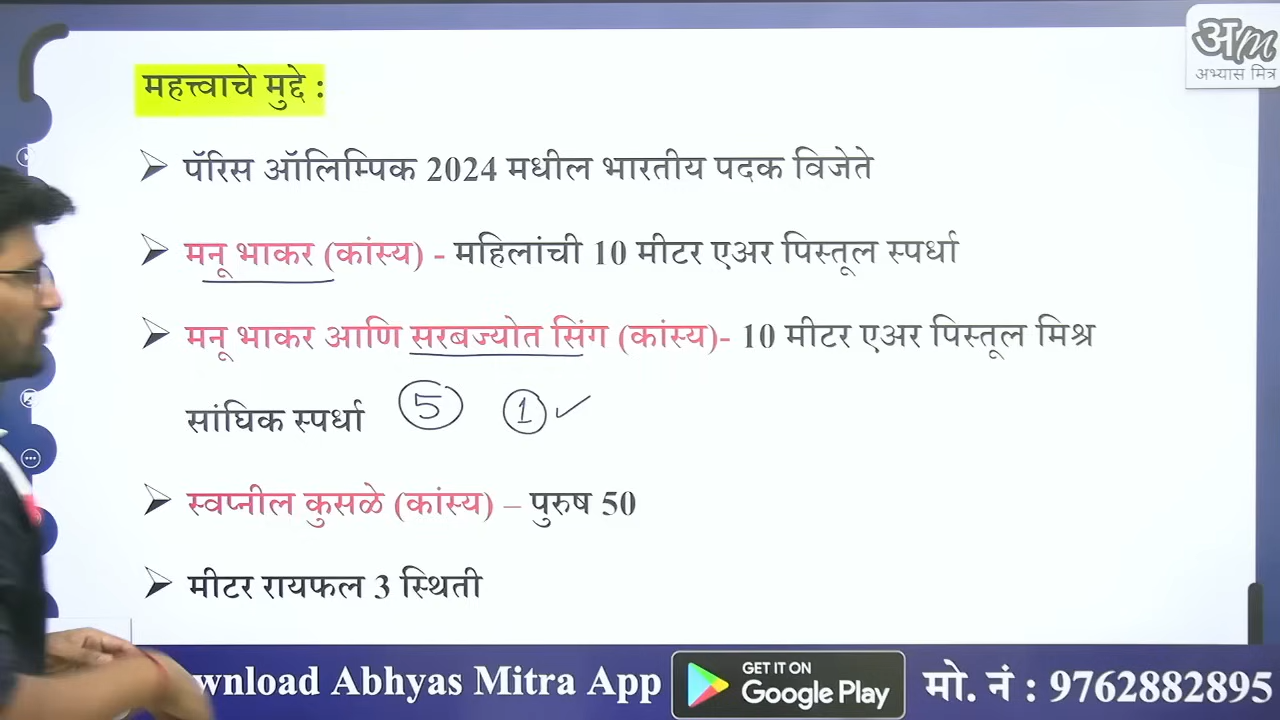 अm
अभ्यास मित्र
महत्त्वाचे मुद्दे :
➢ पॅरिस ऑलिम्पिक 2024 मधील भारतीय पदक विजेते
➢ मनू भाकर (कांस्य) - महिलांची 10 मीटर एअर पिस्तूल स्पर्धा
➢ मनू भाकर आणि सरबज्योत सिंग (कांस्य)- 10 मीटर एअर पिस्तूल मिश्र
सांघिक स्पर्धा 5 1 ✓
➢ स्वप्नील कुसळे (कांस्य) – पुरुष 50
➢ मीटर रायफल 3 स्थिती
wnload Abhyas Mitra App GET IT ON Google Play मो. नं : 9762882895